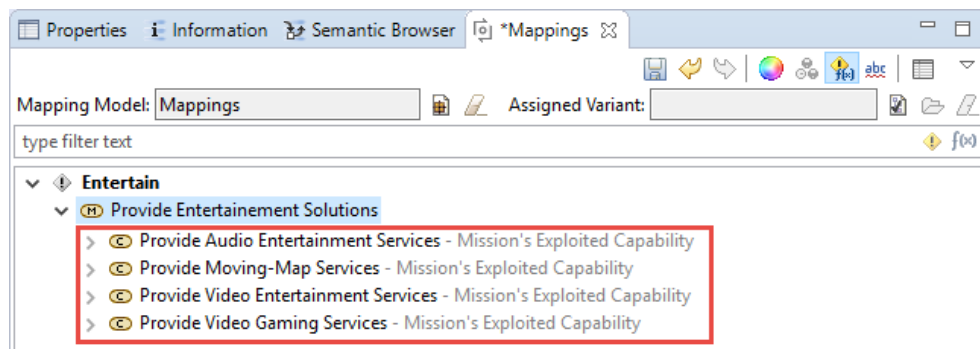 Properties Information Semantic Browser *Mappings
f(x) abc
Mapping Model: Mappings Assigned Variant:
type filter text f(x)
Entertain
M Provide Entertainement Solutions
C Provide Audio Entertainment Services - Mission's Exploited Capability
C Provide Moving-Map Services - Mission's Exploited Capability
C Provide Video Entertainment Services - Mission's Exploited Capability
C Provide Video Gaming Services - Mission's Exploited Capability